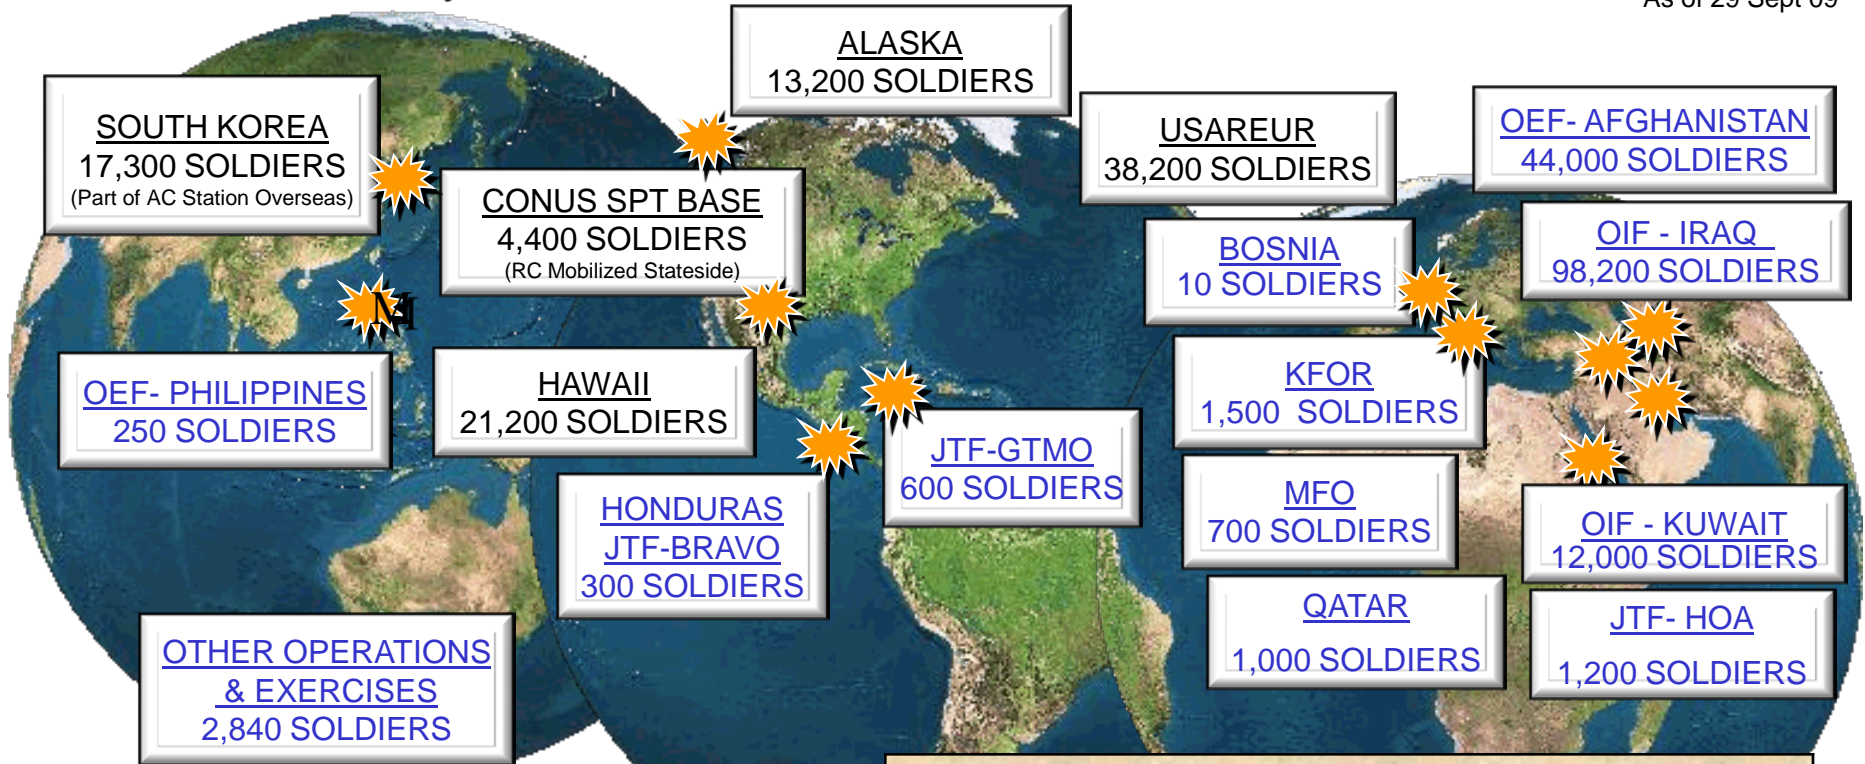 As of 29 Sept 09
ALASKA
13,200 SOLDIERS
SOUTH KOREA
17,300 SOLDIERS
(Part of AC Station Overseas)
CONUS SPT BASE
4,400 SOLDIERS
(RC Mobilized Stateside)
USAREUR
38,200 SOLDIERS
OEF- AFGHANISTAN
44,000 SOLDIERS
BOSNIA
10 SOLDIERS
OIF - IRAQ
98,200 SOLDIERS
M
OEF- PHILIPPINES
250 SOLDIERS
HAWAII
21,200 SOLDIERS
JTF-GTMO
600 SOLDIERS
KFOR
1,500 SOLDIERS
HONDURAS
JTF-BRAVO
300 SOLDIERS
MFO
700 SOLDIERS
OIF - KUWAIT
12,000 SOLDIERS
QATAR
1,000 SOLDIERS
JTF- HOA
1,200 SOLDIERS
OTHER OPERATIONS
& EXERCISES
2,840 SOLDIERS